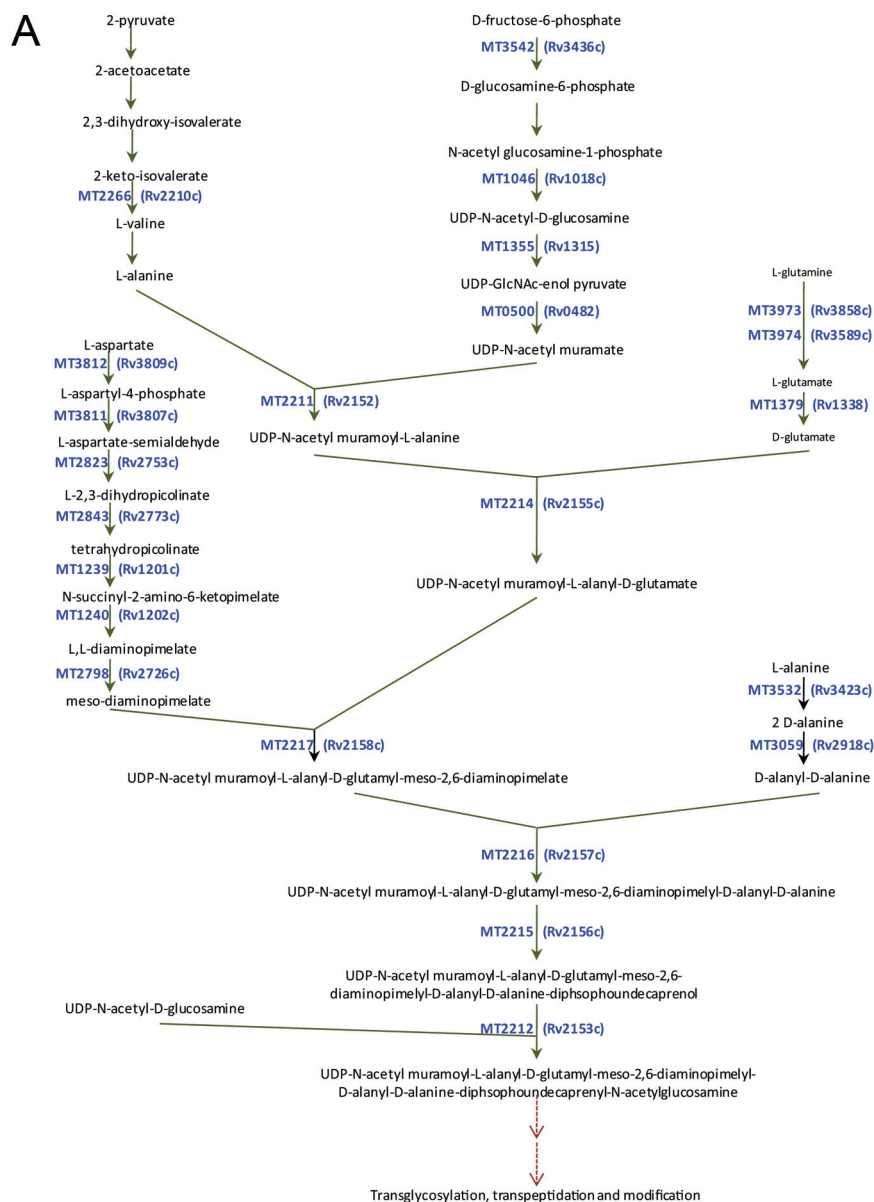 A
2-pyruvate
2-acetoacetate
2,3-dihydroxy-isovalerate
2-keto-isovalerate
MT2266 (Rv2210c)
L-valine
L-alanine
D-fructose-6-phosphate
MT3542 (Rv3436c)
D-glucosamine-6-phosphate
N-acetyl glucosamine-1-phosphate
MT1046 (Rv1018c)
UDP-N-acetyl-D-glucosamine
MT1355 (Rv1315)
UDP-GlcNAc-enol pyruvate
MT0500 (Rv0482)
UDP-N-acetyl muramate
L-glutamine
MT3973 (Rv3858c)
MT3974 (Rv3589c)
L-glutamate
MT1379 (Rv1338)
D-glutamate
MT2211 (Rv2152)
UDP-N-acetyl muramoyl-L-alanine
L-aspartate
MT3812 (Rv3809c)
L-aspartyl-4-phosphate
MT3811 (Rv3807c)
L-aspartate-semialdehyde
MT2823 (Rv2753c)
L-2,3-dihydropicolinate
MT2843 (Rv2773c)
tetrahydropicolinate
MT1239 (Rv1201c)
N-succinyl-2-amino-6-ketopimelate
MT1240 (Rv1202c)
L,L-diaminopimelate
MT2798 (Rv2726c)
meso-diaminopimelate
MT2214 (Rv2155c)
UDP-N-acetyl muramoyl-L-alanyl-D-glutamate
MT2217 (Rv2158c)
UDP-N-acetyl muramoyl-L-alanyl-D-glutamyl-meso-2,6-diaminopimelate
L-alanine
MT3532 (Rv3423c)
2 D-alanine
MT3059 (Rv2918c)
D-alanyl-D-alanine
MT2216 (Rv2157c)
UDP-N-acetyl muramoyl-L-alanyl-D-glutamyl-meso-2,6-diaminopimelyl-D-alanyl-D-alanine
MT2215 (Rv2156c)
UDP-N-acetyl muramoyl-L-alanyl-D-glutamyl-meso-2,6-
diaminopimelyl-D-alanyl-D-alanine-diphsophoundecaprenol
UDP-N-acetyl-D-glucosamine
MT2212 (Rv2153c)
UDP-N-acetyl muramoyl-L-alanyl-D-glutamyl-meso-2,6-diaminopimelyl-
D-alanyl-D-alanine-diphsophoundecaprenyl-N-acetylglucosamine
Transglycosylation, transpeptidation and modification